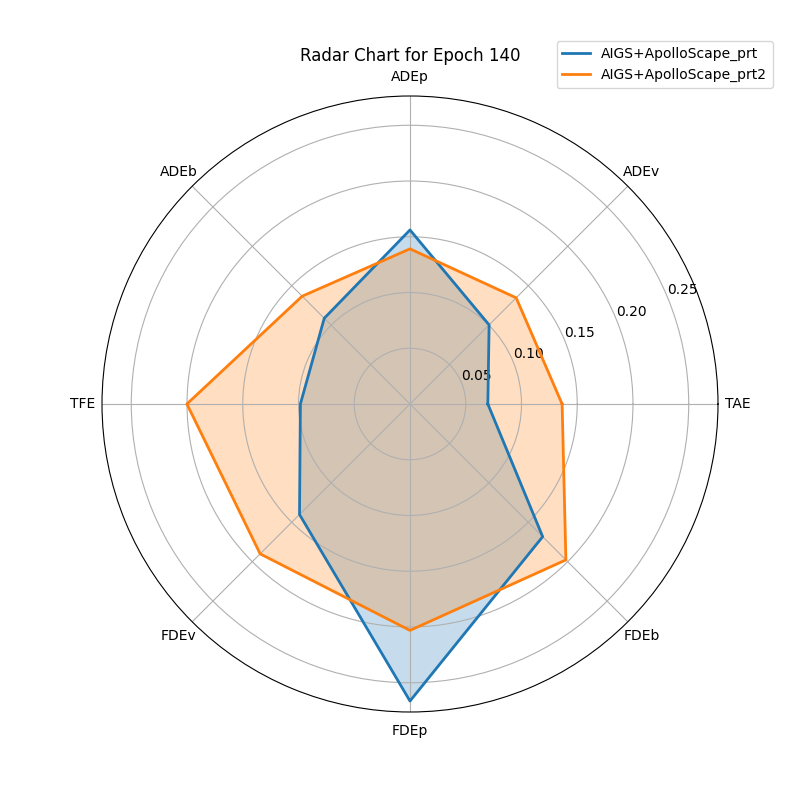 Radar Chart for Epoch 140
AIGS+ApolloScape_prt
AIGS+ApolloScape_prt2
ADEp
ADEb
ADEv
0.25
0.20
0.15
0.10
0.05
TFE
TAE
FDEv
FDEb
FDEp